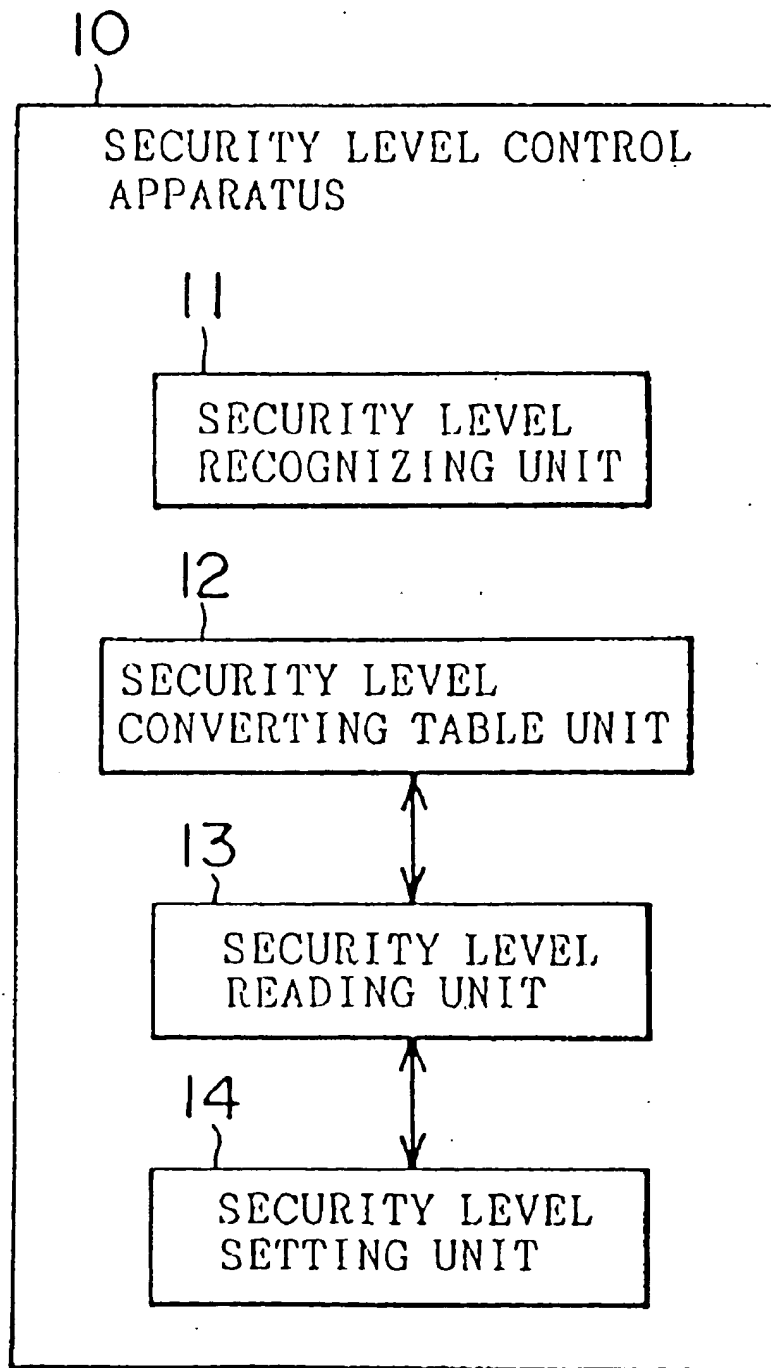 10
SECURITY LEVEL CONTROL
APPARATUS
11
SECURITY LEVEL
RECOGNIZING UNIT
12
SECURITY LEVEL
CONVERTING TABLE UNIT
13
SECURITY LEVEL
READING UNIT
14
SECURITY LEVEL
SETTING UNIT